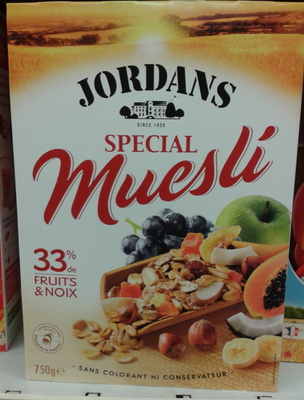 JORDANS
SINCE 1855
SPECIAL
Muesli
33% de
FRUITS
& NOIX
750g e
• SANS COLORANT NI CONSERVATEUR •